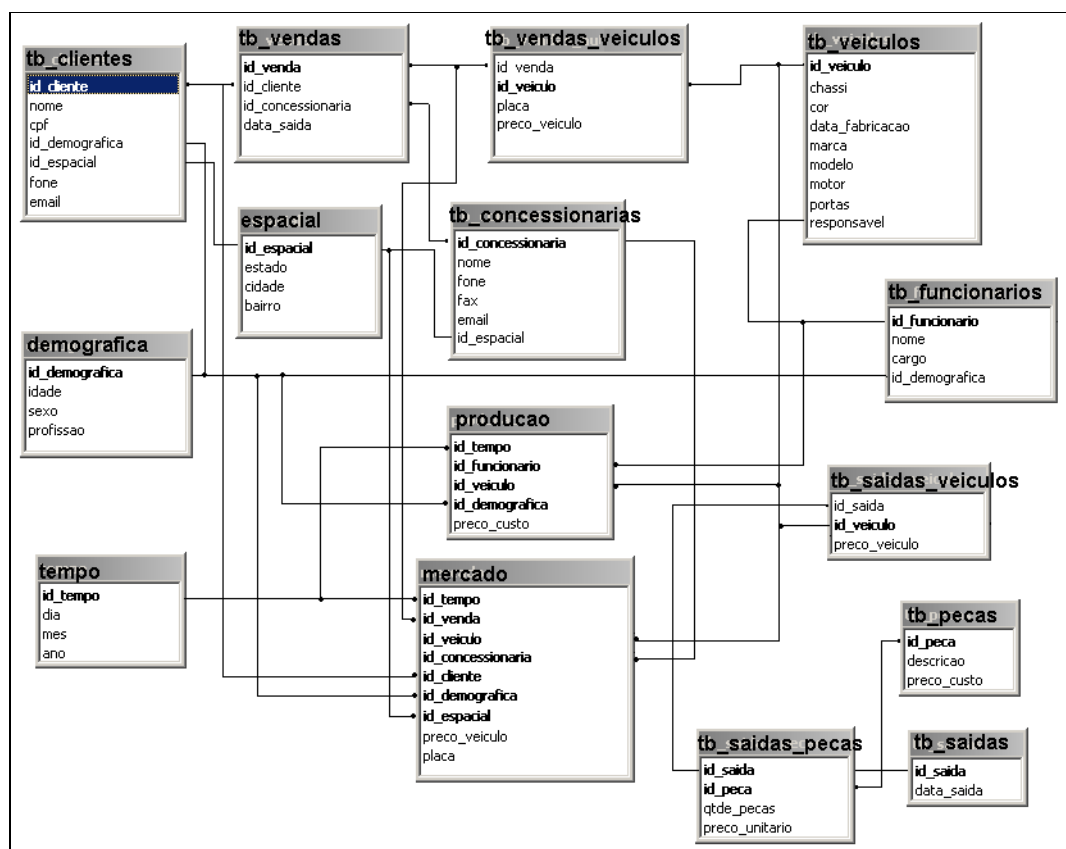 tb_clientes
id_cliente
nome
cpf
id_demografica
id_espacial
fone
email
tb_vendas
id_venda
id_cliente
id_concessionaria
data_saida
tb_vendas_veiculos
id_venda
id_veiculo
placa
preco_veiculo
tb_veiculos
id_veiculo
chassi
cor
data_fabricacao
marca
modelo
motor
portas
responsavel
espacial
id_espacial
estado
cidade
bairro
tb_concessionarias
id_concessionaria
nome
fone
fax
email
id_espacial
tb_funcionarios
id_funcionario
nome
cargo
id_demografica
demografica
id_demografica
idade
sexo
profissao
producao
id_tempo
id_funcionario
id_veiculo
id_demografica
preco_custo
tb_saidas_veiculos
id_saida
id_veiculo
preco_veiculo
tempo
id_tempo
dia
mes
ano
mercado
id_tempo
id_venda
id_veiculo
id_concessionaria
id_cliente
id_demografica
id_espacial
preco_veiculo
placa
tb_pecas
id_peca
descricao
preco_custo
tb_saidas_pecas
id_saida
id_peca
qtde_pecas
preco_unitario
tb_saidas
id_saida
data_saida